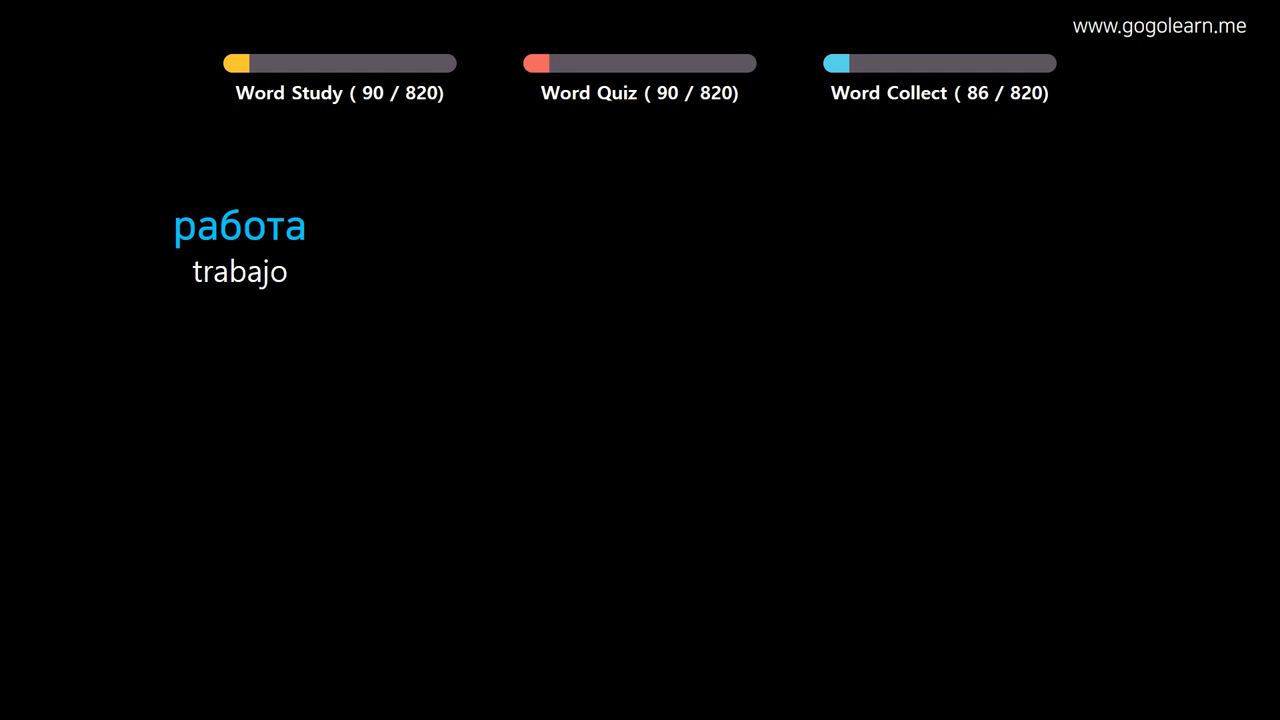 www.gogolearn.me
Word Study ( 90 / 820)
Word Quiz ( 90 / 820)
Word Collect ( 86 / 820)
работа
trabajo